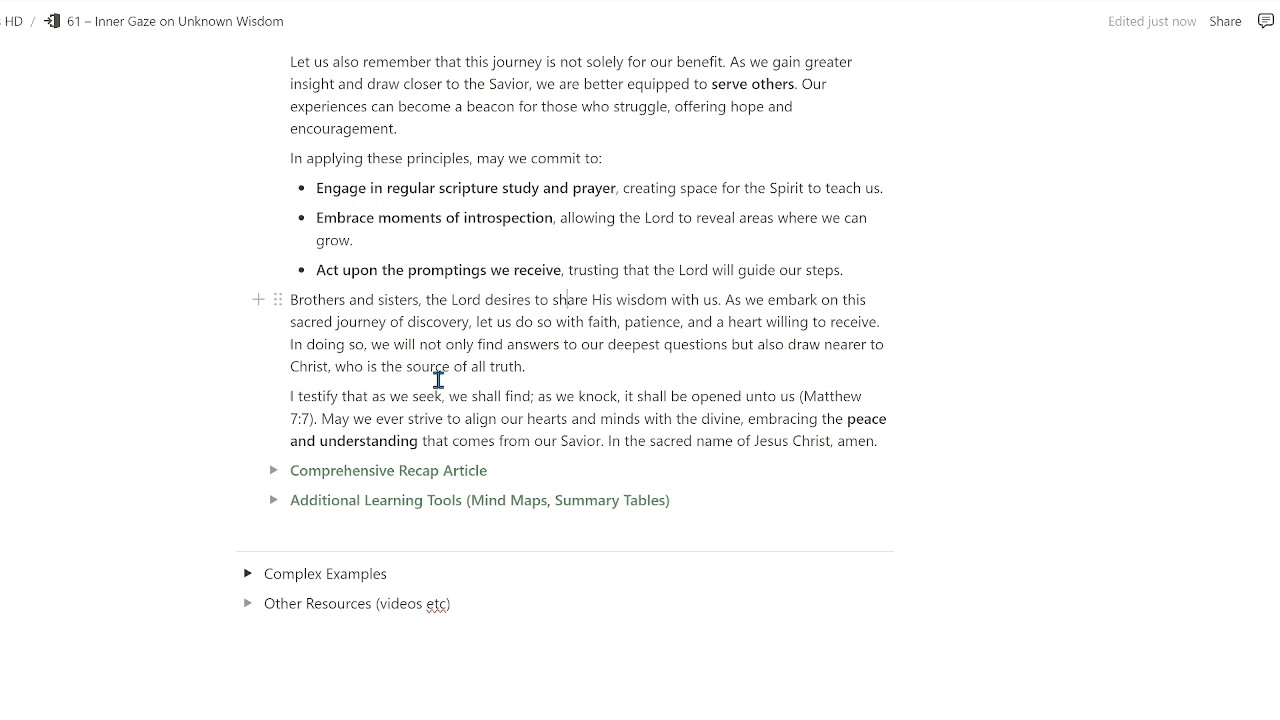 HD / 61 – Inner Gaze on Unknown Wisdom
Edited just now Share
Let us also remember that this journey is not solely for our benefit. As we gain greater
insight and draw closer to the Savior, we are better equipped to serve others. Our
experiences can become a beacon for those who struggle, offering hope and
encouragement.
In applying these principles, may we commit to:
• Engage in regular scripture study and prayer, creating space for the Spirit to teach us.
• Embrace moments of introspection, allowing the Lord to reveal areas where we can
grow.
• Act upon the promptings we receive, trusting that the Lord will guide our steps.
Brothers and sisters, the Lord desires to share His wisdom with us. As we embark on this
sacred journey of discovery, let us do so with faith, patience, and a heart willing to receive.
In doing so, we will not only find answers to our deepest questions but also draw nearer to
Christ, who is the source of all truth.
I testify that as we seek, we shall find; as we knock, it shall be opened unto us (Matthew
7:7). May we ever strive to align our hearts and minds with the divine, embracing the peace
and understanding that comes from our Savior. In the sacred name of Jesus Christ, amen.
Comprehensive Recap Article
Additional Learning Tools (Mind Maps, Summary Tables)
Complex Examples
Other Resources (videos etc)